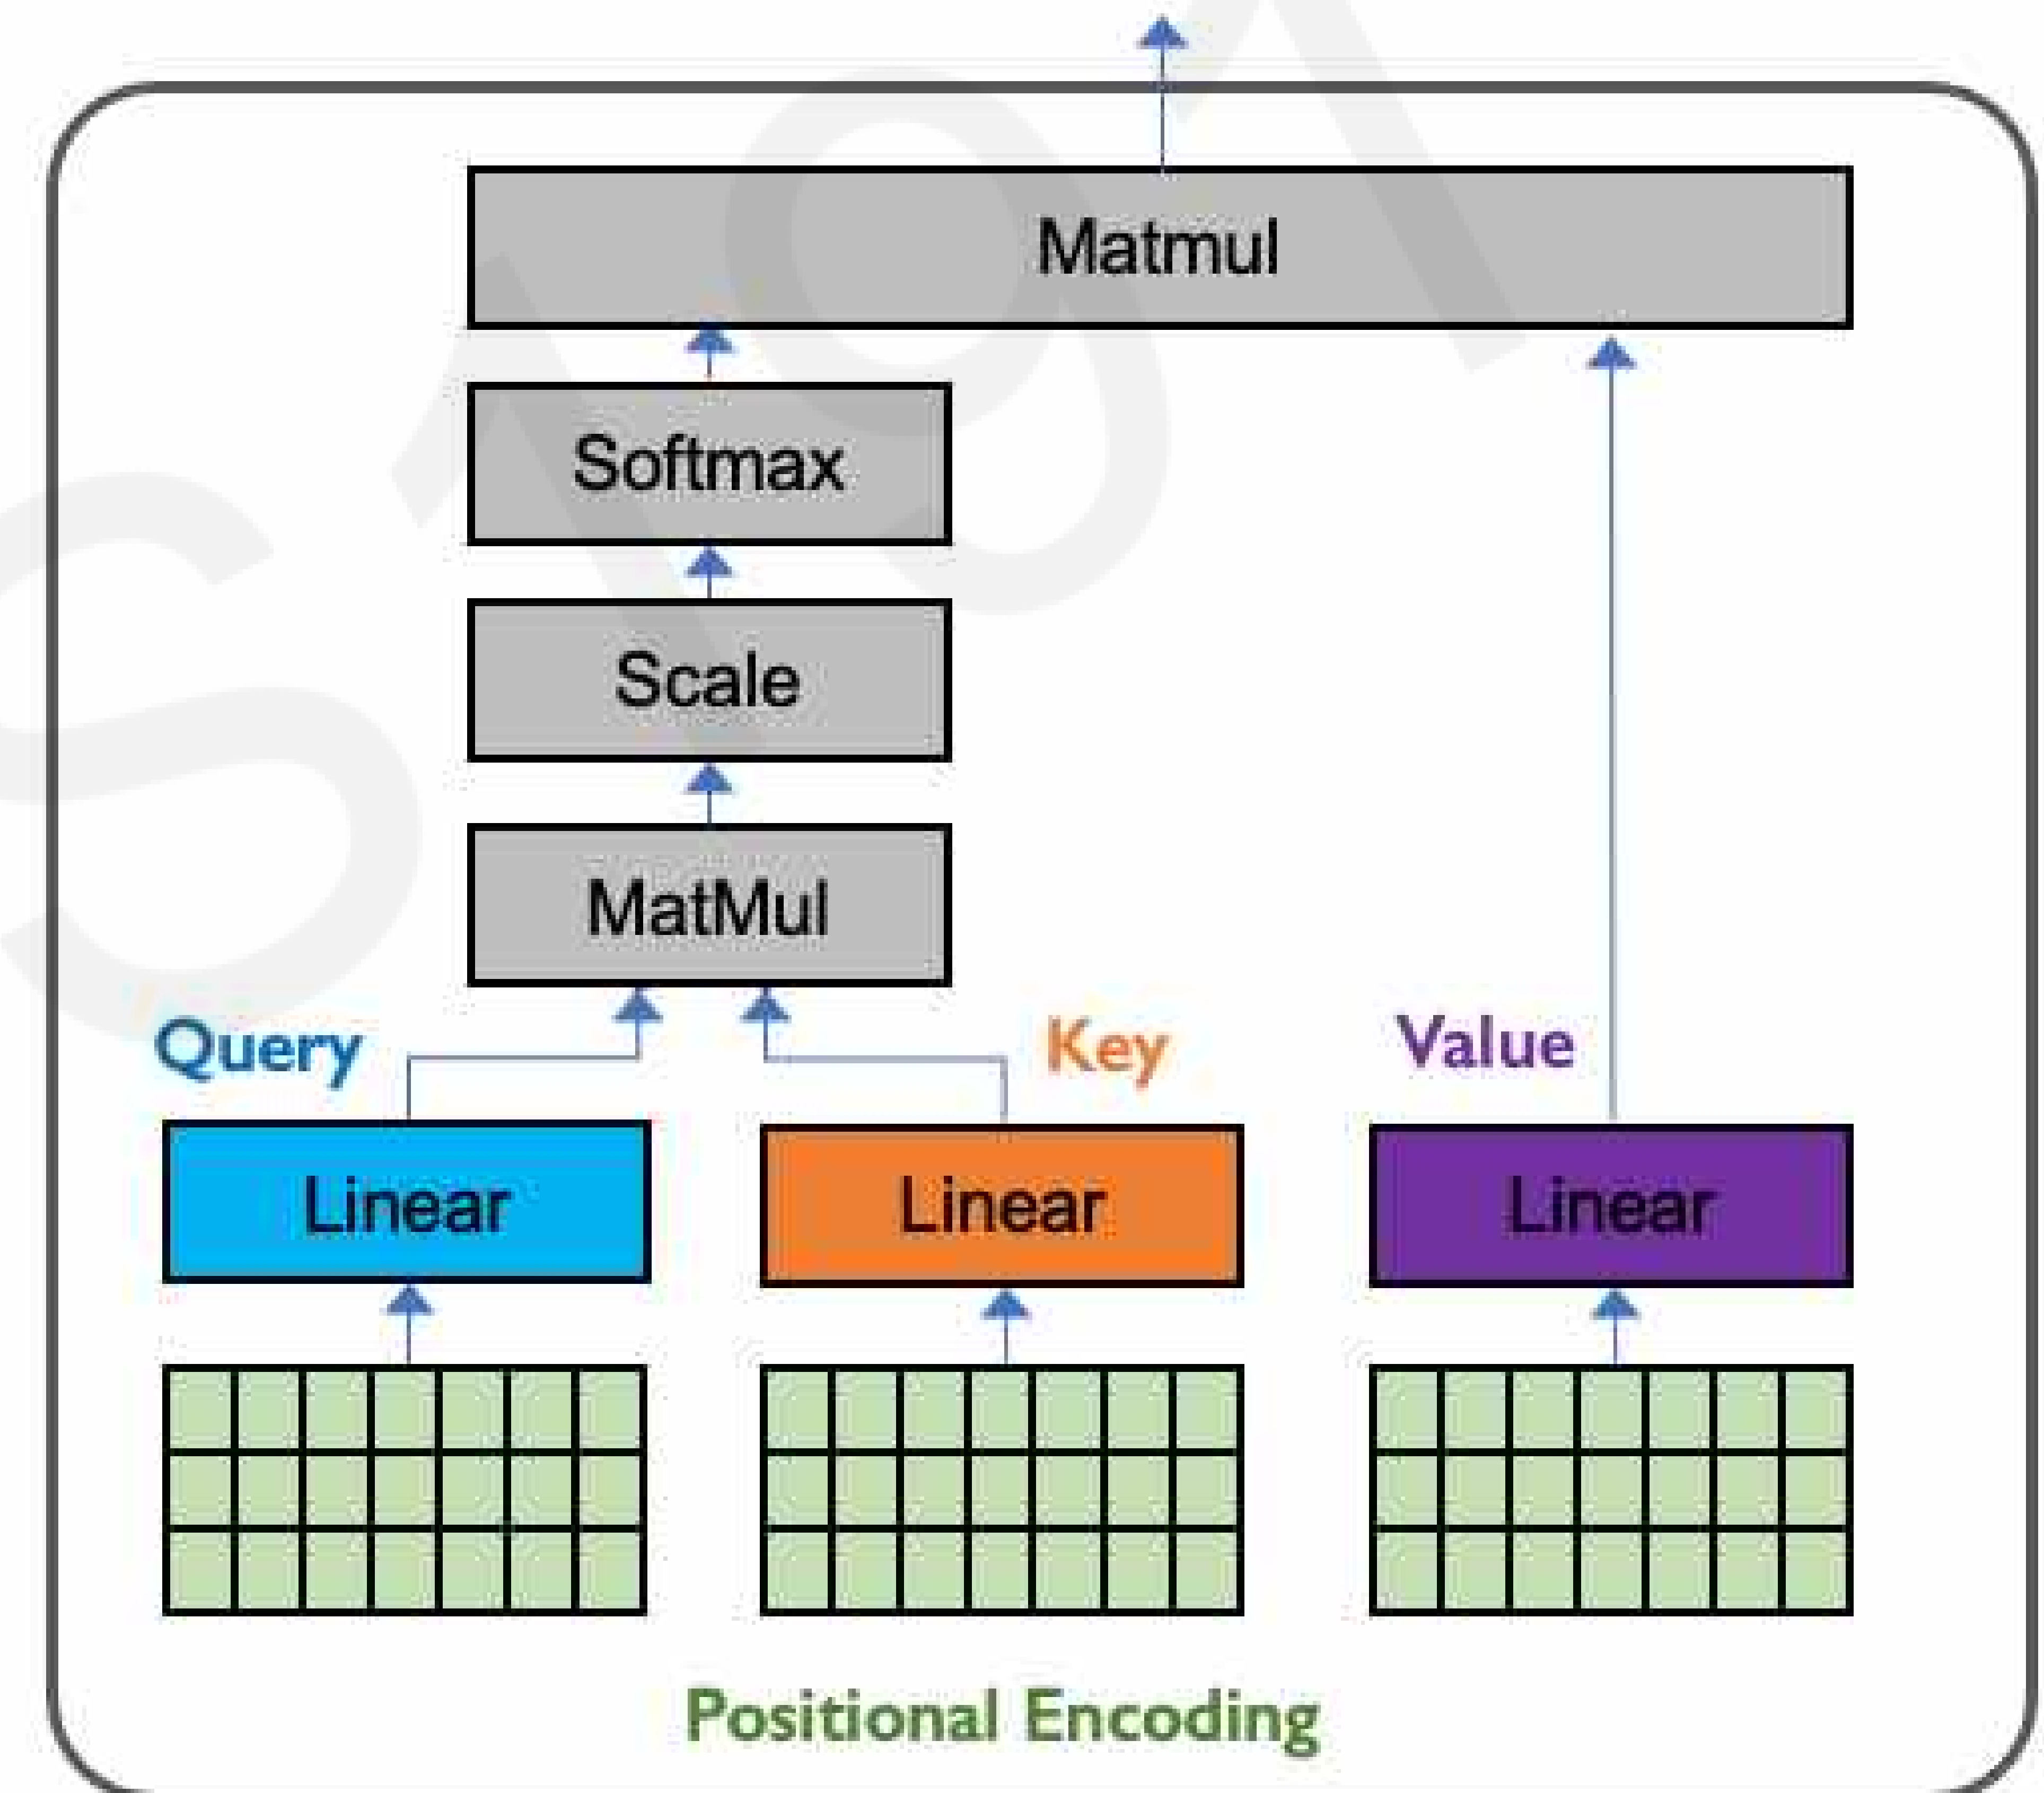 Matmul
Softmax
Scale
MatMul
Query
Key
Value
Linear
Linear
Linear
Positional Encoding